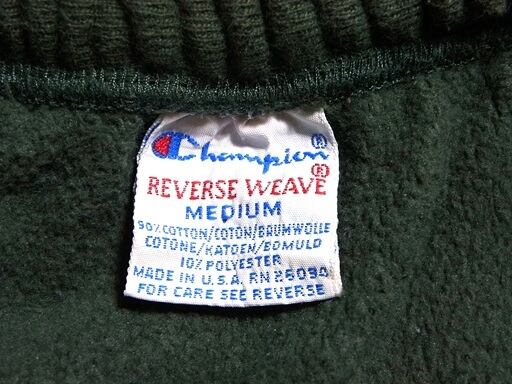 Champion®
REVERSE WEAVE®
MEDIUM
90% COTTON/COTON/BAUMWOLLE
COTONE/KATOEN/BOMULD
10% POLYESTER
MADE IN U.S.A. RN 26094
FOR CARE SEE REVERSE